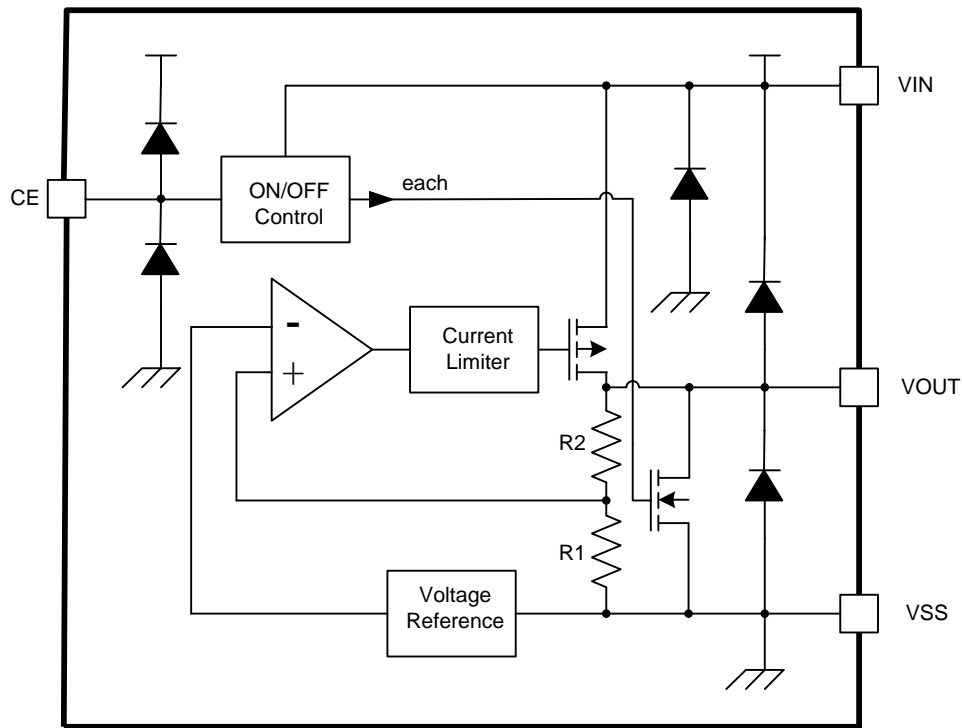 VIN
CE
ON/OFF
Control
each
-
+
Current
Limiter
VOUT
R2
R1
Voltage
Reference
VSS